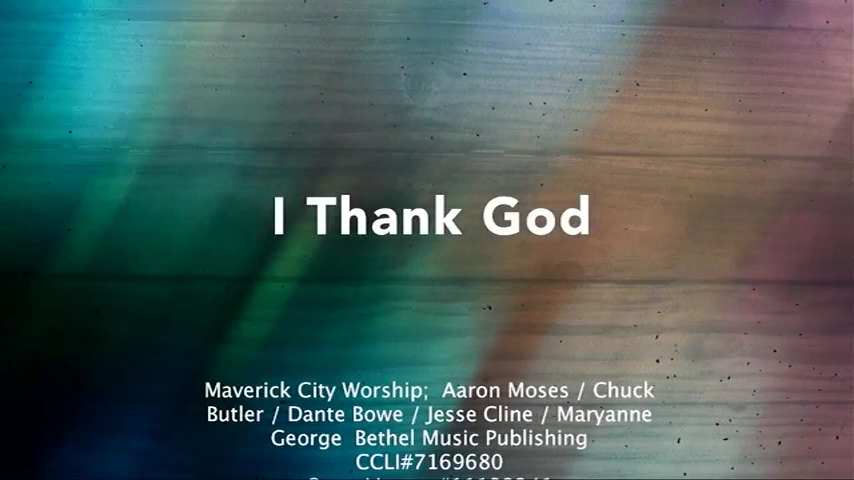 I Thank God
Maverick City Worship;  Aaron Moses / Chuck
Butler / Dante Bowe / Jesse Cline / Maryanne
George  Bethel Music Publishing
CCLI#7169680